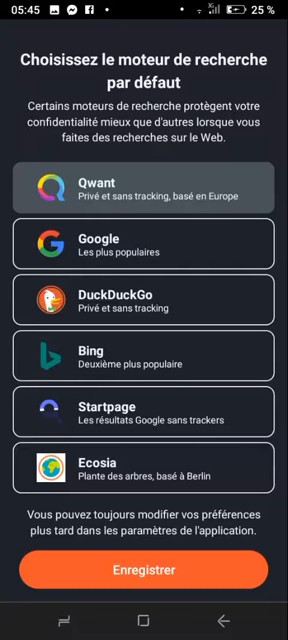 05:45
25 %
Choisissez le moteur de recherche
par défaut
Certains moteurs de recherche protègent votre
confidentialité mieux que d'autres lorsque vous
faites des recherches sur le Web.
Qwant
Privé et sans tracking, basé en Europe
Google
Les plus populaires
DuckDuckGo
Privé et sans tracking
Bing
Deuxième plus populaire
Startpage
Les résultats Google sans trackers
Ecosia
Plante des arbres, basé à Berlin
Vous pouvez toujours modifier vos préférences
plus tard dans les paramètres de l'application.
Enregistrer